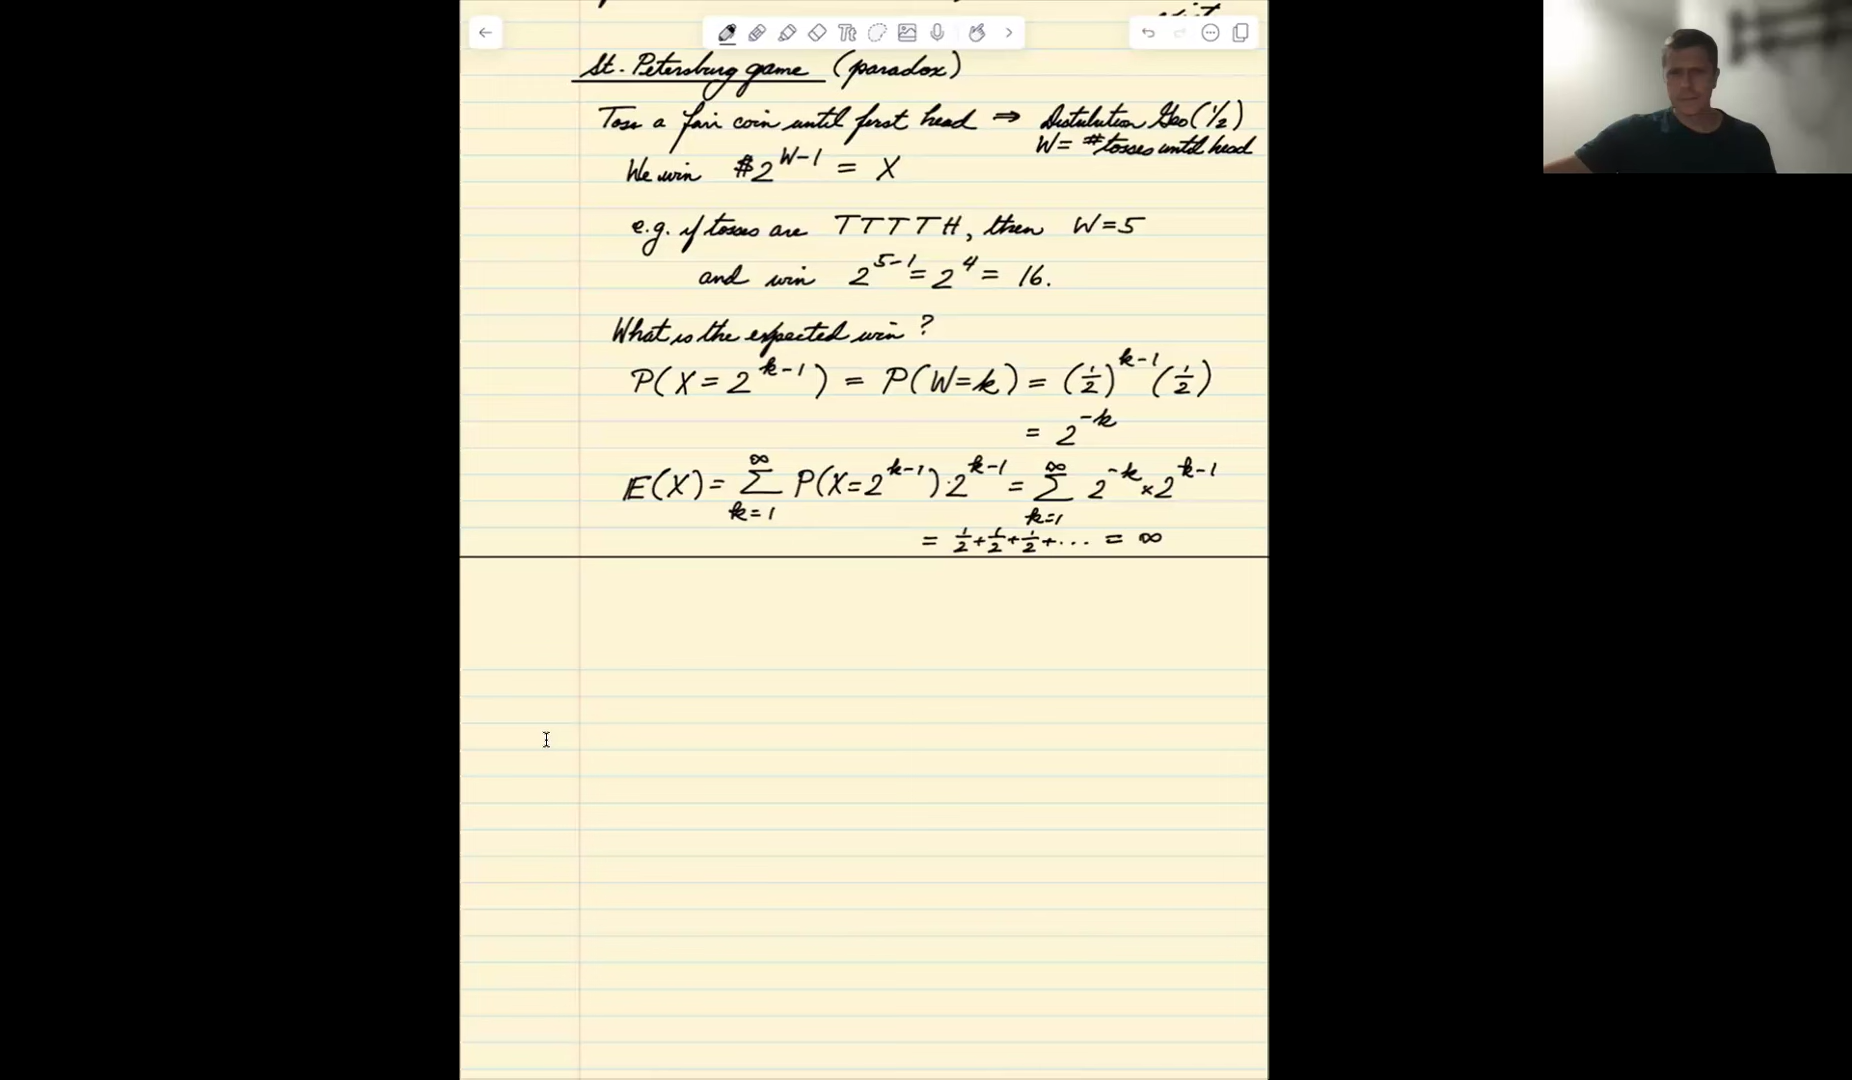 St. Petersburg game (paradox)
Toss a fair coin until first head ⇒ Distribution Geo(1/2)
W = # tosses until head
We win $2^{W-1} = X
e.g. if tosses are TTTTH, then W=5
and win 2^{5-1} = 2^4 = 16.
What is the expected win?
P(X = 2^{k-1}) = P(W=k) = (1/2)^{k-1} (1/2)
= 2^{-k}
E(X) = ∑_{k=1}^{∞} P(X=2^{k-1})·2^{k-1} = ∑_{k=1}^{∞} 2^{-k} × 2^{k-1}
= 1/2 + 1/2 + 1/2 + ... = ∞